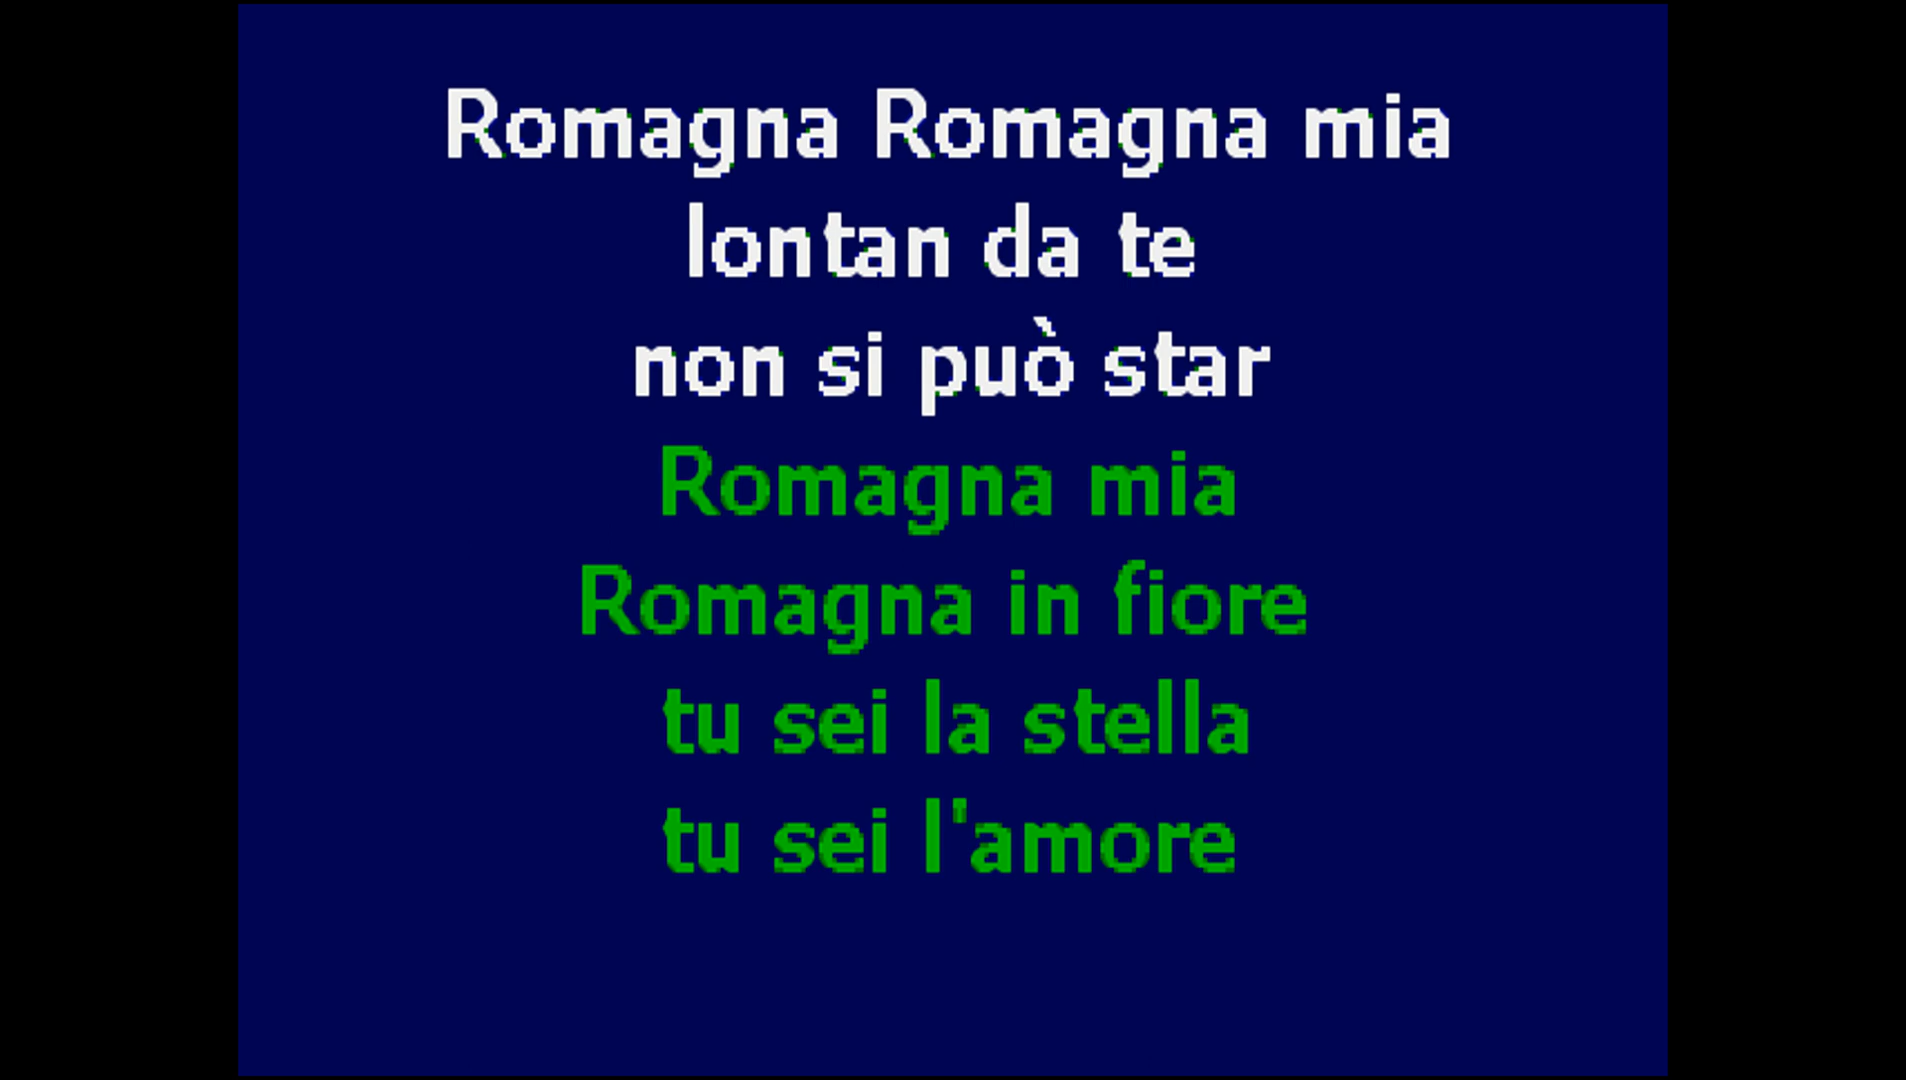 Romagna Romagna mia
lontan da te
non si può star
Romagna mia
Romagna in fiore
tu sei la stella
tu sei l'amore